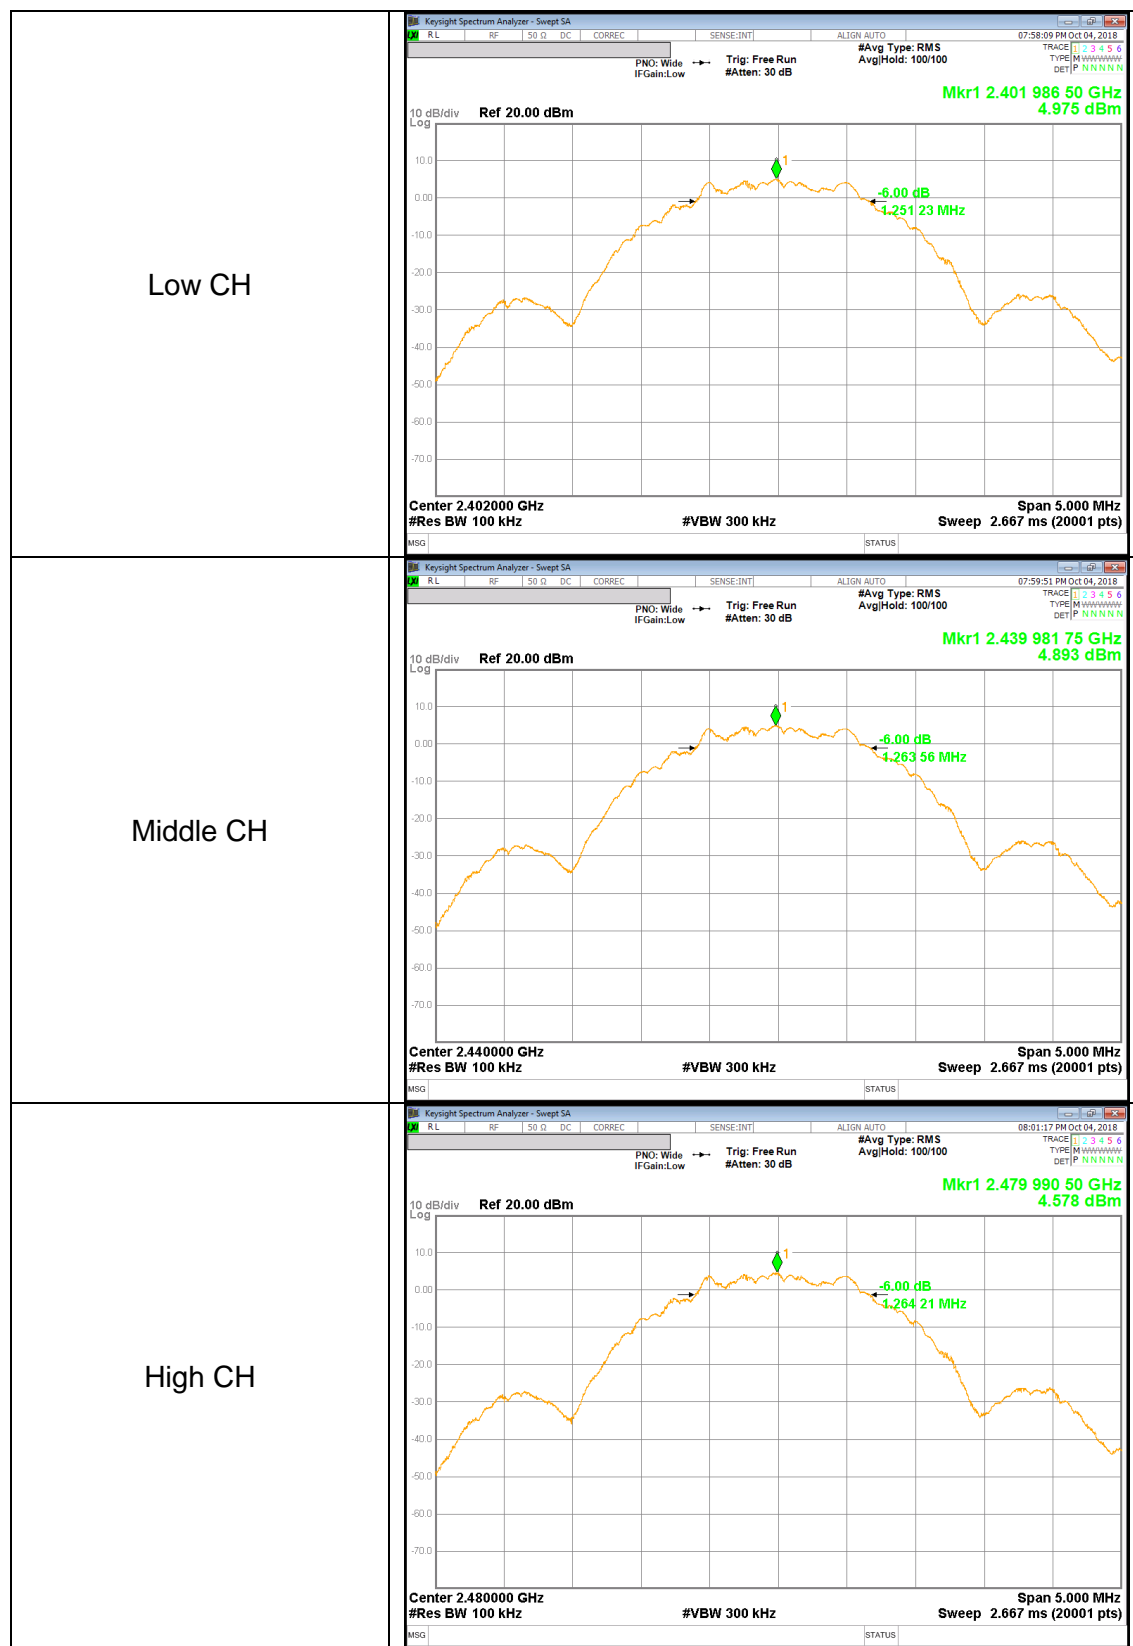 Low CH
Keysight Spectrum Analyzer - Swept SA
LXI RL RF 50 Ω DC CORREC SENSE:INT ALIGN AUTO 07:58:09 PM Oct 04, 2018
#Avg Type: RMS TRACE 1 2 3 4 5 6
PNO: Wide Trig: Free Run Avg|Hold: 100/100 TYPE M WWWWW
IFGain:Low #Atten: 30 dB DET P N N N N N
Mkr1 2.401 986 50 GHz
4.975 dBm
10 dB/div Ref 20.00 dBm
Log
1
10.0
-6.00 dB
0.00
1.251 23 MHz
-10.0
-20.0
-30.0
-40.0
-50.0
-60.0
-70.0
Center 2.402000 GHz Span 5.000 MHz
#Res BW 100 kHz #VBW 300 kHz Sweep 2.667 ms (20001 pts)
MSG STATUS
Middle CH
Keysight Spectrum Analyzer - Swept SA
LXI RL RF 50 Ω DC CORREC SENSE:INT ALIGN AUTO 07:59:51 PM Oct 04, 2018
#Avg Type: RMS TRACE 1 2 3 4 5 6
PNO: Wide Trig: Free Run Avg|Hold: 100/100 TYPE M WWWWW
IFGain:Low #Atten: 30 dB DET P N N N N N
Mkr1 2.439 981 75 GHz
4.893 dBm
10 dB/div Ref 20.00 dBm
Log
1
10.0
-6.00 dB
0.00
1.263 56 MHz
-10.0
-20.0
-30.0
-40.0
-50.0
-60.0
-70.0
Center 2.440000 GHz Span 5.000 MHz
#Res BW 100 kHz #VBW 300 kHz Sweep 2.667 ms (20001 pts)
MSG STATUS
High CH
Keysight Spectrum Analyzer - Swept SA
LXI RL RF 50 Ω DC CORREC SENSE:INT ALIGN AUTO 08:01:17 PM Oct 04, 2018
#Avg Type: RMS TRACE 1 2 3 4 5 6
PNO: Wide Trig: Free Run Avg|Hold: 100/100 TYPE M WWWWW
IFGain:Low #Atten: 30 dB DET P N N N N N
Mkr1 2.479 990 50 GHz
4.578 dBm
10 dB/div Ref 20.00 dBm
Log
1
10.0
-6.00 dB
0.00
1.264 21 MHz
-10.0
-20.0
-30.0
-40.0
-50.0
-60.0
-70.0
Center 2.480000 GHz Span 5.000 MHz
#Res BW 100 kHz #VBW 300 kHz Sweep 2.667 ms (20001 pts)
MSG STATUS